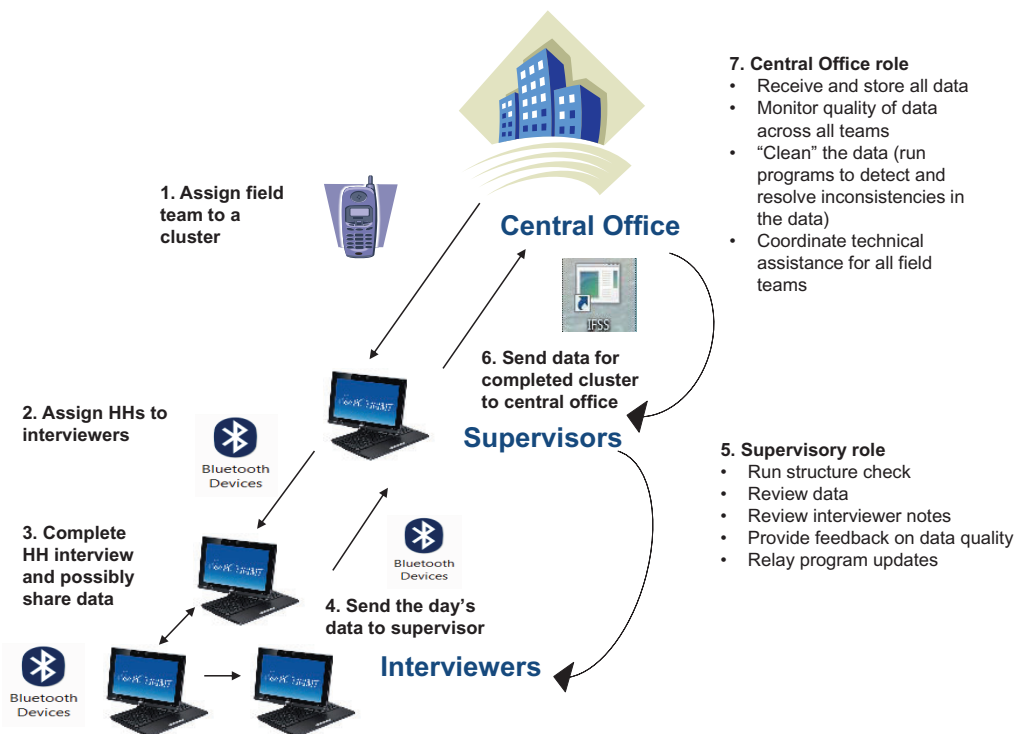 7. Central Office role
• Receive and store all data
• Monitor quality of data
across all teams
• “Clean” the data (run
programs to detect and
resolve inconsistencies in
the data)
• Coordinate technical
assistance for all field
teams
1. Assign field
team to a
cluster
Central Office
IFSS
6. Send data for
completed cluster
to central office
2. Assign HHs to
interviewers
Bluetooth
Devices
Supervisors
5. Supervisory role
• Run structure check
• Review data
• Review interviewer notes
• Provide feedback on data quality
• Relay program updates
3. Complete
HH interview
and possibly
share data
Bluetooth
Devices
4. Send the day’s
data to supervisor
Interviewers
Bluetooth
Devices